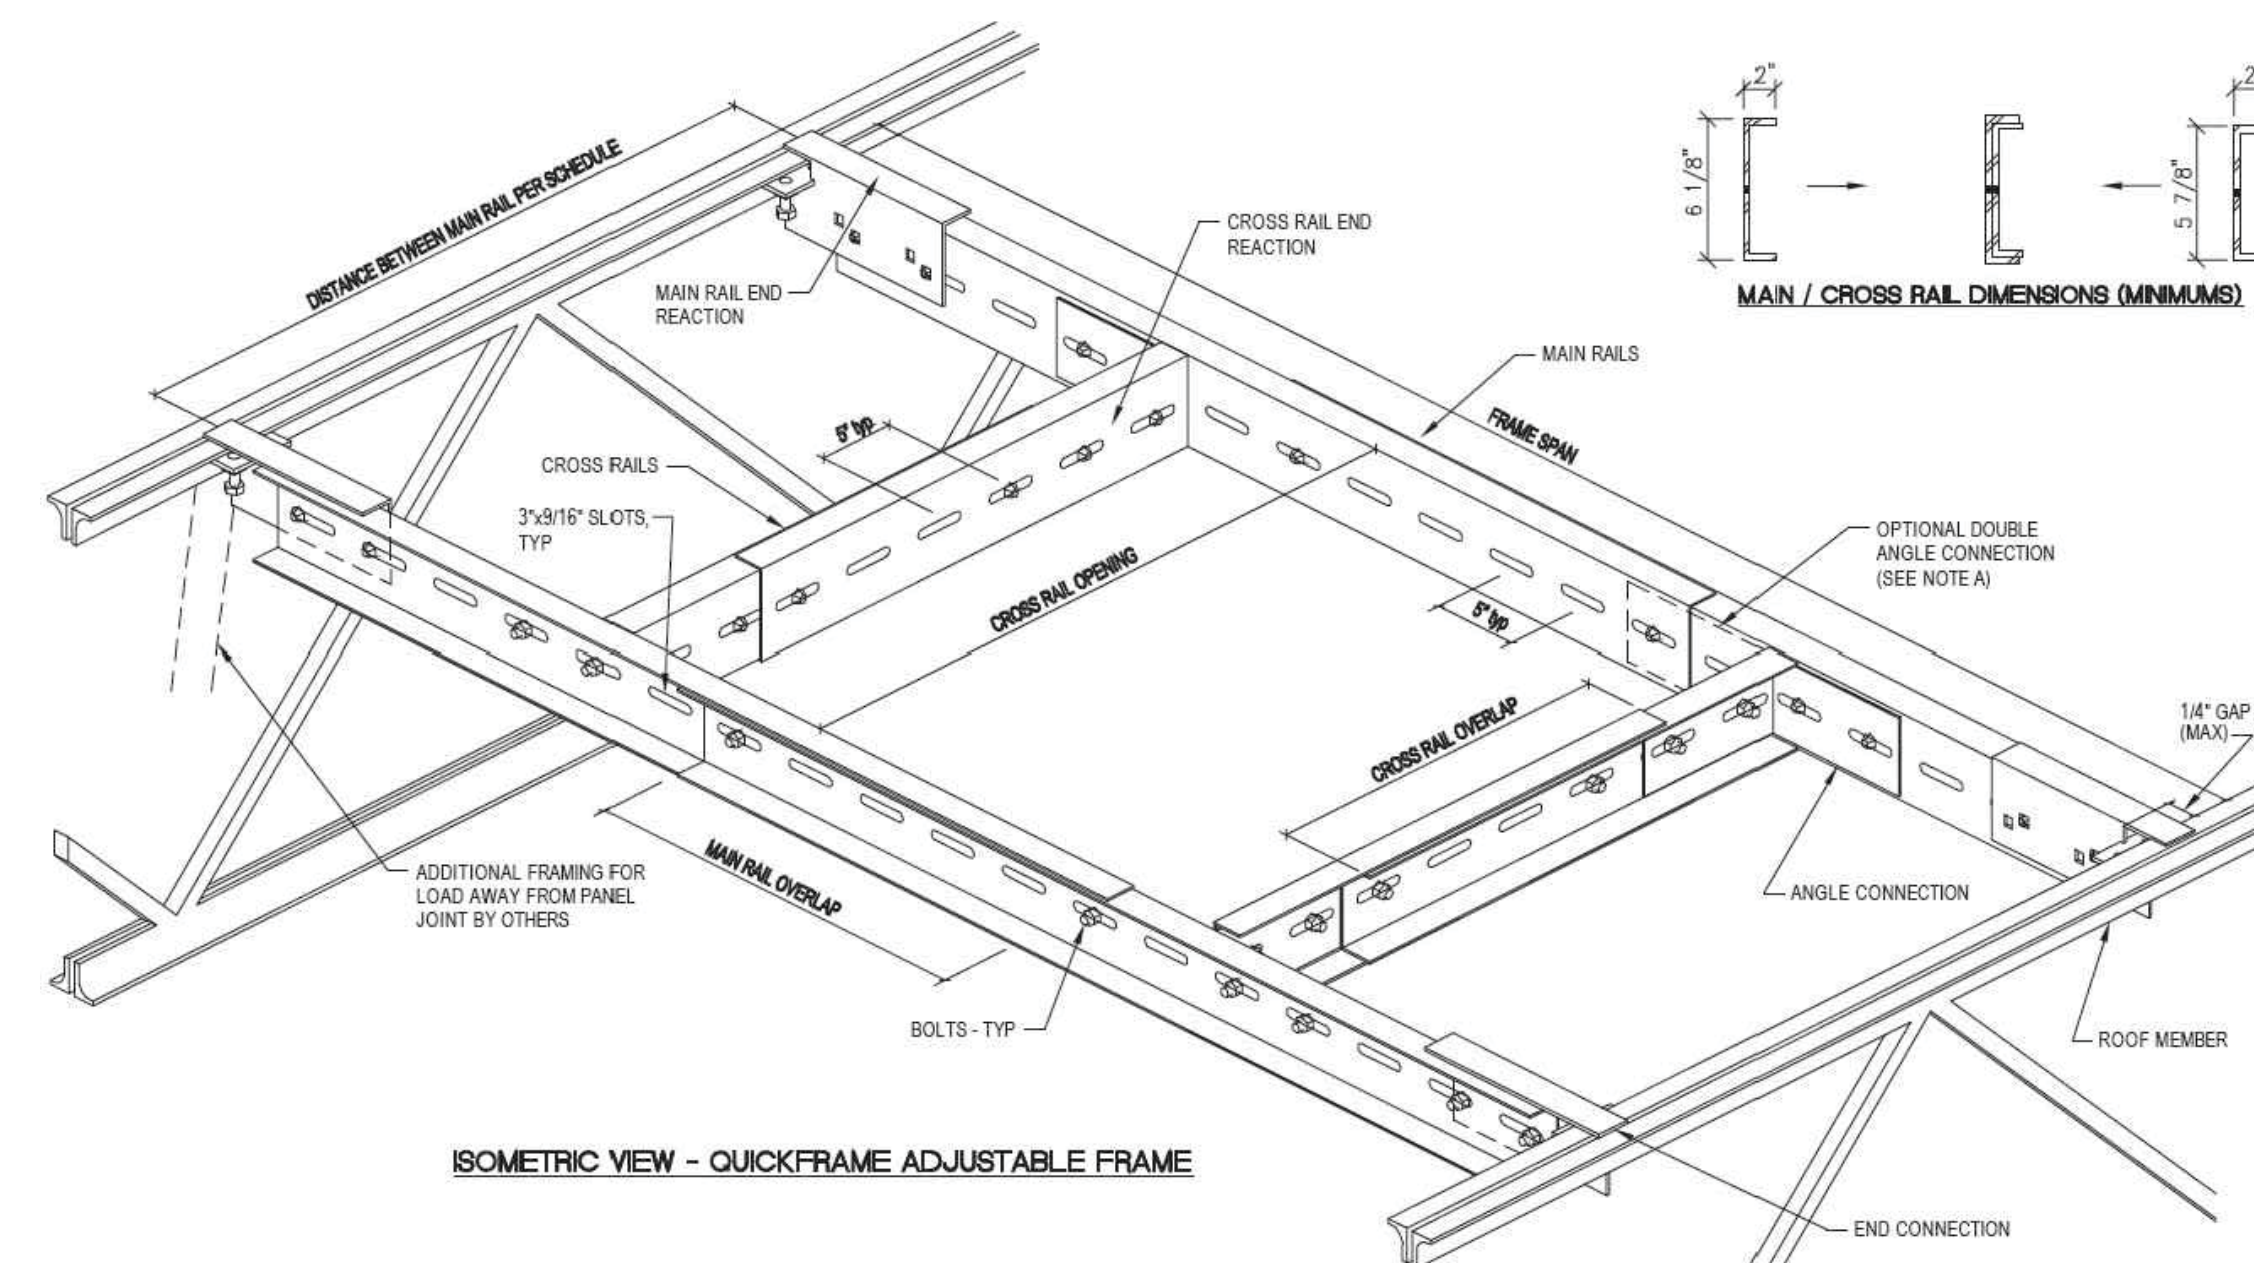 2"
2
6 1/8"
5 7/8"
MAIN / CROSS RAIL DIMENSIONS (MINIMUMS)
DISTANCE BETWEEN MAIN RAIL PER SCHEDULE
CROSS RAIL END
REACTION
MAIN RAIL END
REACTION
MAIN RAILS
FRAME SPAN
5" typ
CROSS RAILS
3"x9/16" SLOTS,
TYP
OPTIONAL DOUBLE
ANGLE CONNECTION
(SEE NOTE A)
CROSS RAIL OPENING
5" typ
CROSS RAIL OVERLAP
1/4" GAP
(MAX)
MAIN RAIL OVERLAP
ADDITIONAL FRAMING FOR
LOAD AWAY FROM PANEL
JOINT BY OTHERS
ANGLE CONNECTION
BOLTS - TYP
ROOF MEMBER
ISOMETRIC VIEW - QUICKFRAME ADJUSTABLE FRAME
END CONNECTION